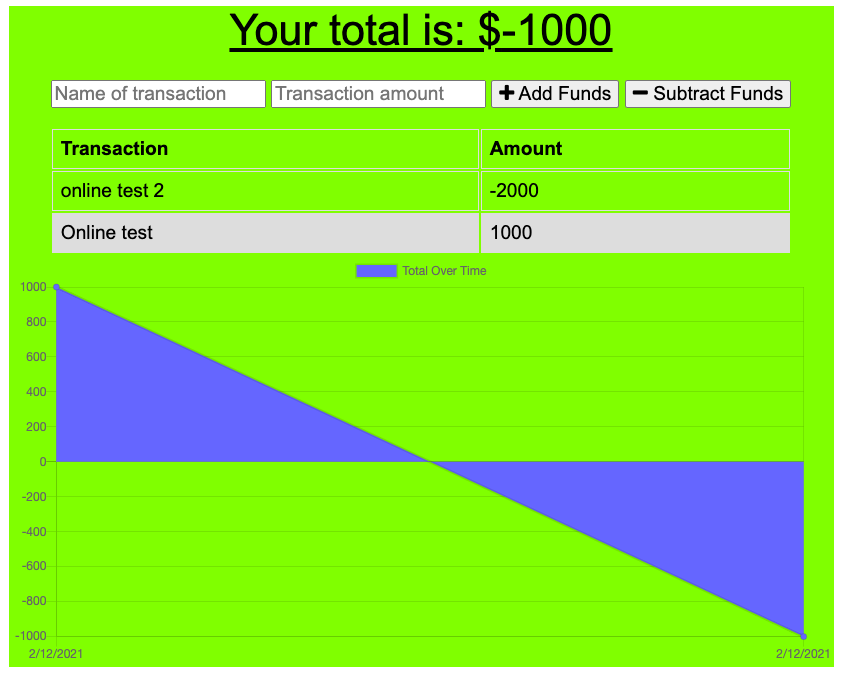 Your total is: $-1000
Name of transaction Transaction amount + Add Funds − Subtract Funds
Transaction Amount
online test 2 -2000
Online test 1000
Total Over Time
1000
800
600
400
200
0
-200
-400
-600
-800
-1000
2/12/2021 2/12/2021